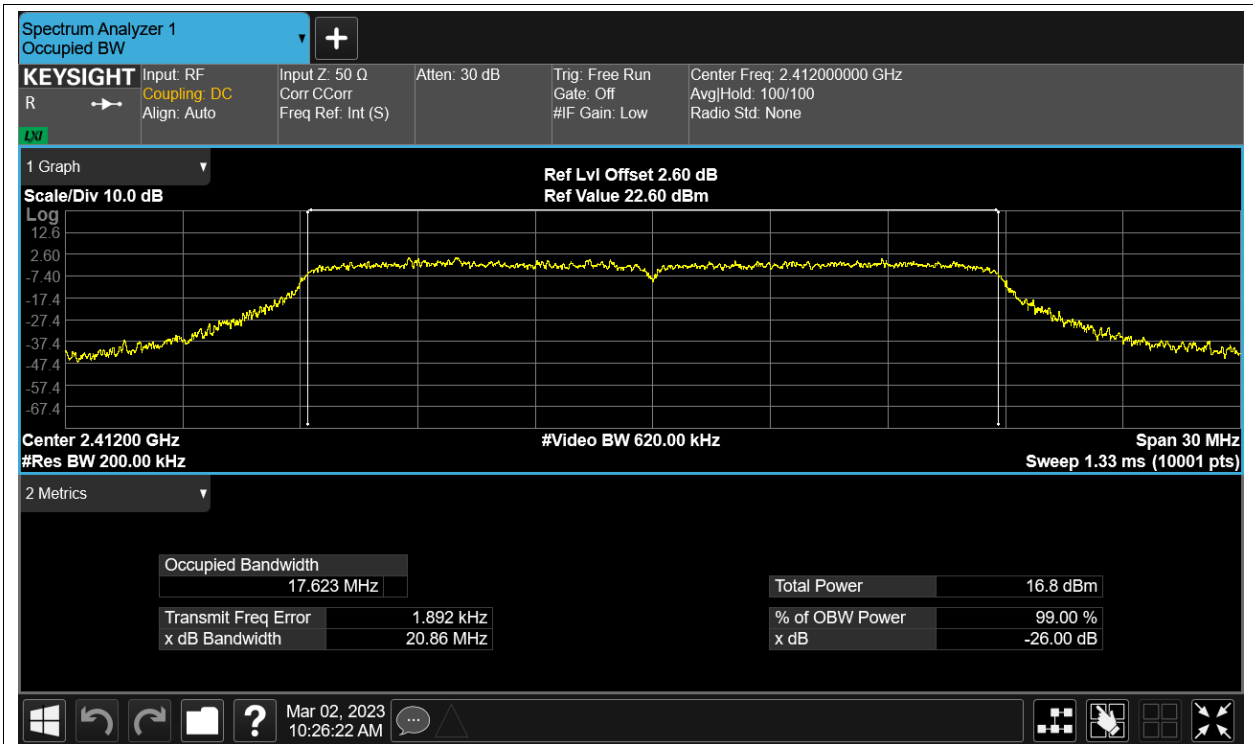 Spectrum Analyzer 1
Occupied BW
+
KEYSIGHT
R
LXI
Input: RF
Coupling: DC
Align: Auto
Input Z: 50 Ω
Corr CCorr
Freq Ref: Int (S)
Atten: 30 dB
Trig: Free Run
Gate: Off
#IF Gain: Low
Center Freq: 2.412000000 GHz
Avg|Hold: 100/100
Radio Std: None
1 Graph
Scale/Div 10.0 dB
Ref Lvl Offset 2.60 dB
Ref Value 22.60 dBm
Log
12.6
2.60
-7.40
-17.4
-27.4
-37.4
-47.4
-57.4
-67.4
Center 2.41200 GHz
#Res BW 200.00 kHz
#Video BW 620.00 kHz
Span 30 MHz
Sweep 1.33 ms (10001 pts)
2 Metrics
Occupied Bandwidth
17.623 MHz
Transmit Freq Error 1.892 kHz
x dB Bandwidth 20.86 MHz
Total Power 16.8 dBm
% of OBW Power 99.00 %
x dB -26.00 dB
?
Mar 02, 2023
10:26:22 AM